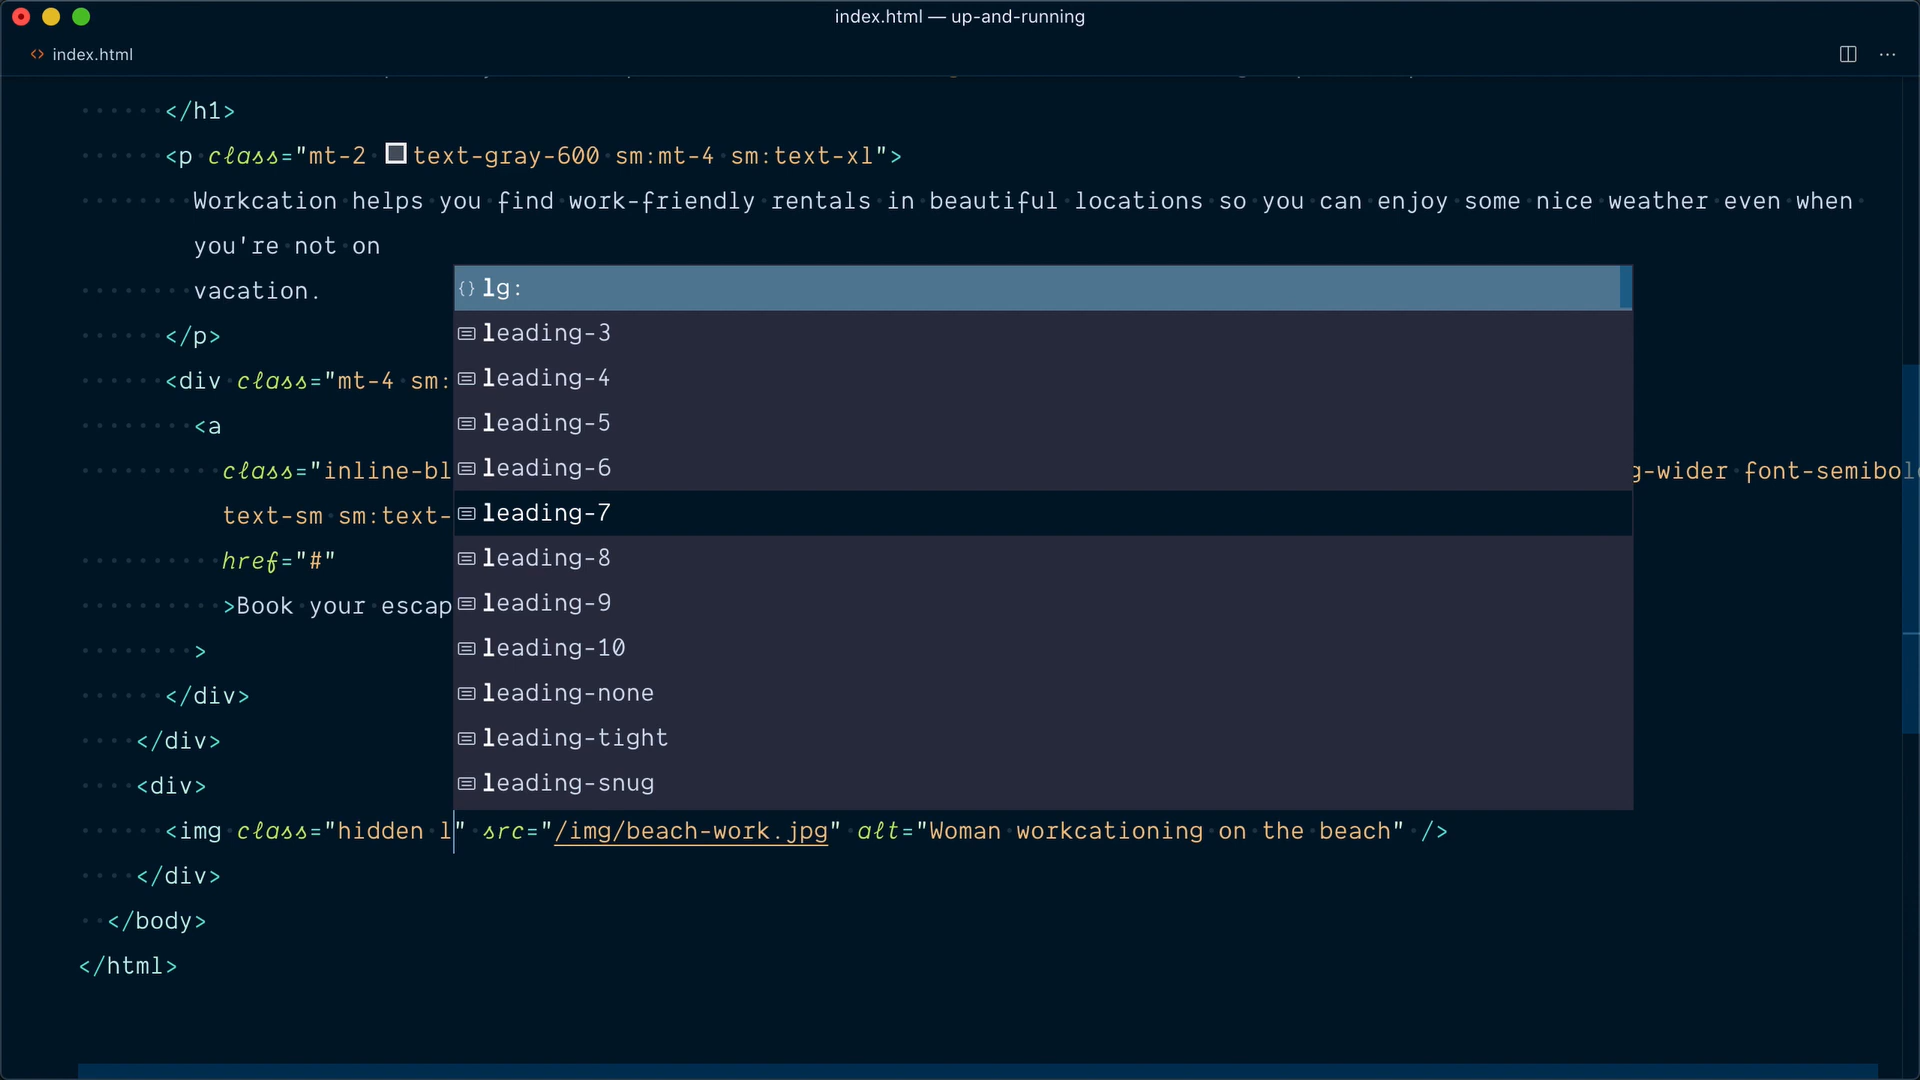 index.html — up-and-running
<> index.html
</h1>
<p class="mt-2 text-gray-600 sm:mt-4 sm:text-xl">
Workcation helps you find work-friendly rentals in beautiful locations so you can enjoy some nice weather even when
you're not on
vacation.
</p>
<div class="mt-4 sm:
<a
class="inline-bl g-wider font-semibol
text-sm sm:text-
href="#"
>Book your escap
>
</div>
</div>
<div>
<img class="hidden l" src="/img/beach-work.jpg" alt="Woman workcationing on the beach" />
</div>
</body>
</html>
{} lg:
leading-3
leading-4
leading-5
leading-6
leading-7
leading-8
leading-9
leading-10
leading-none
leading-tight
leading-snug